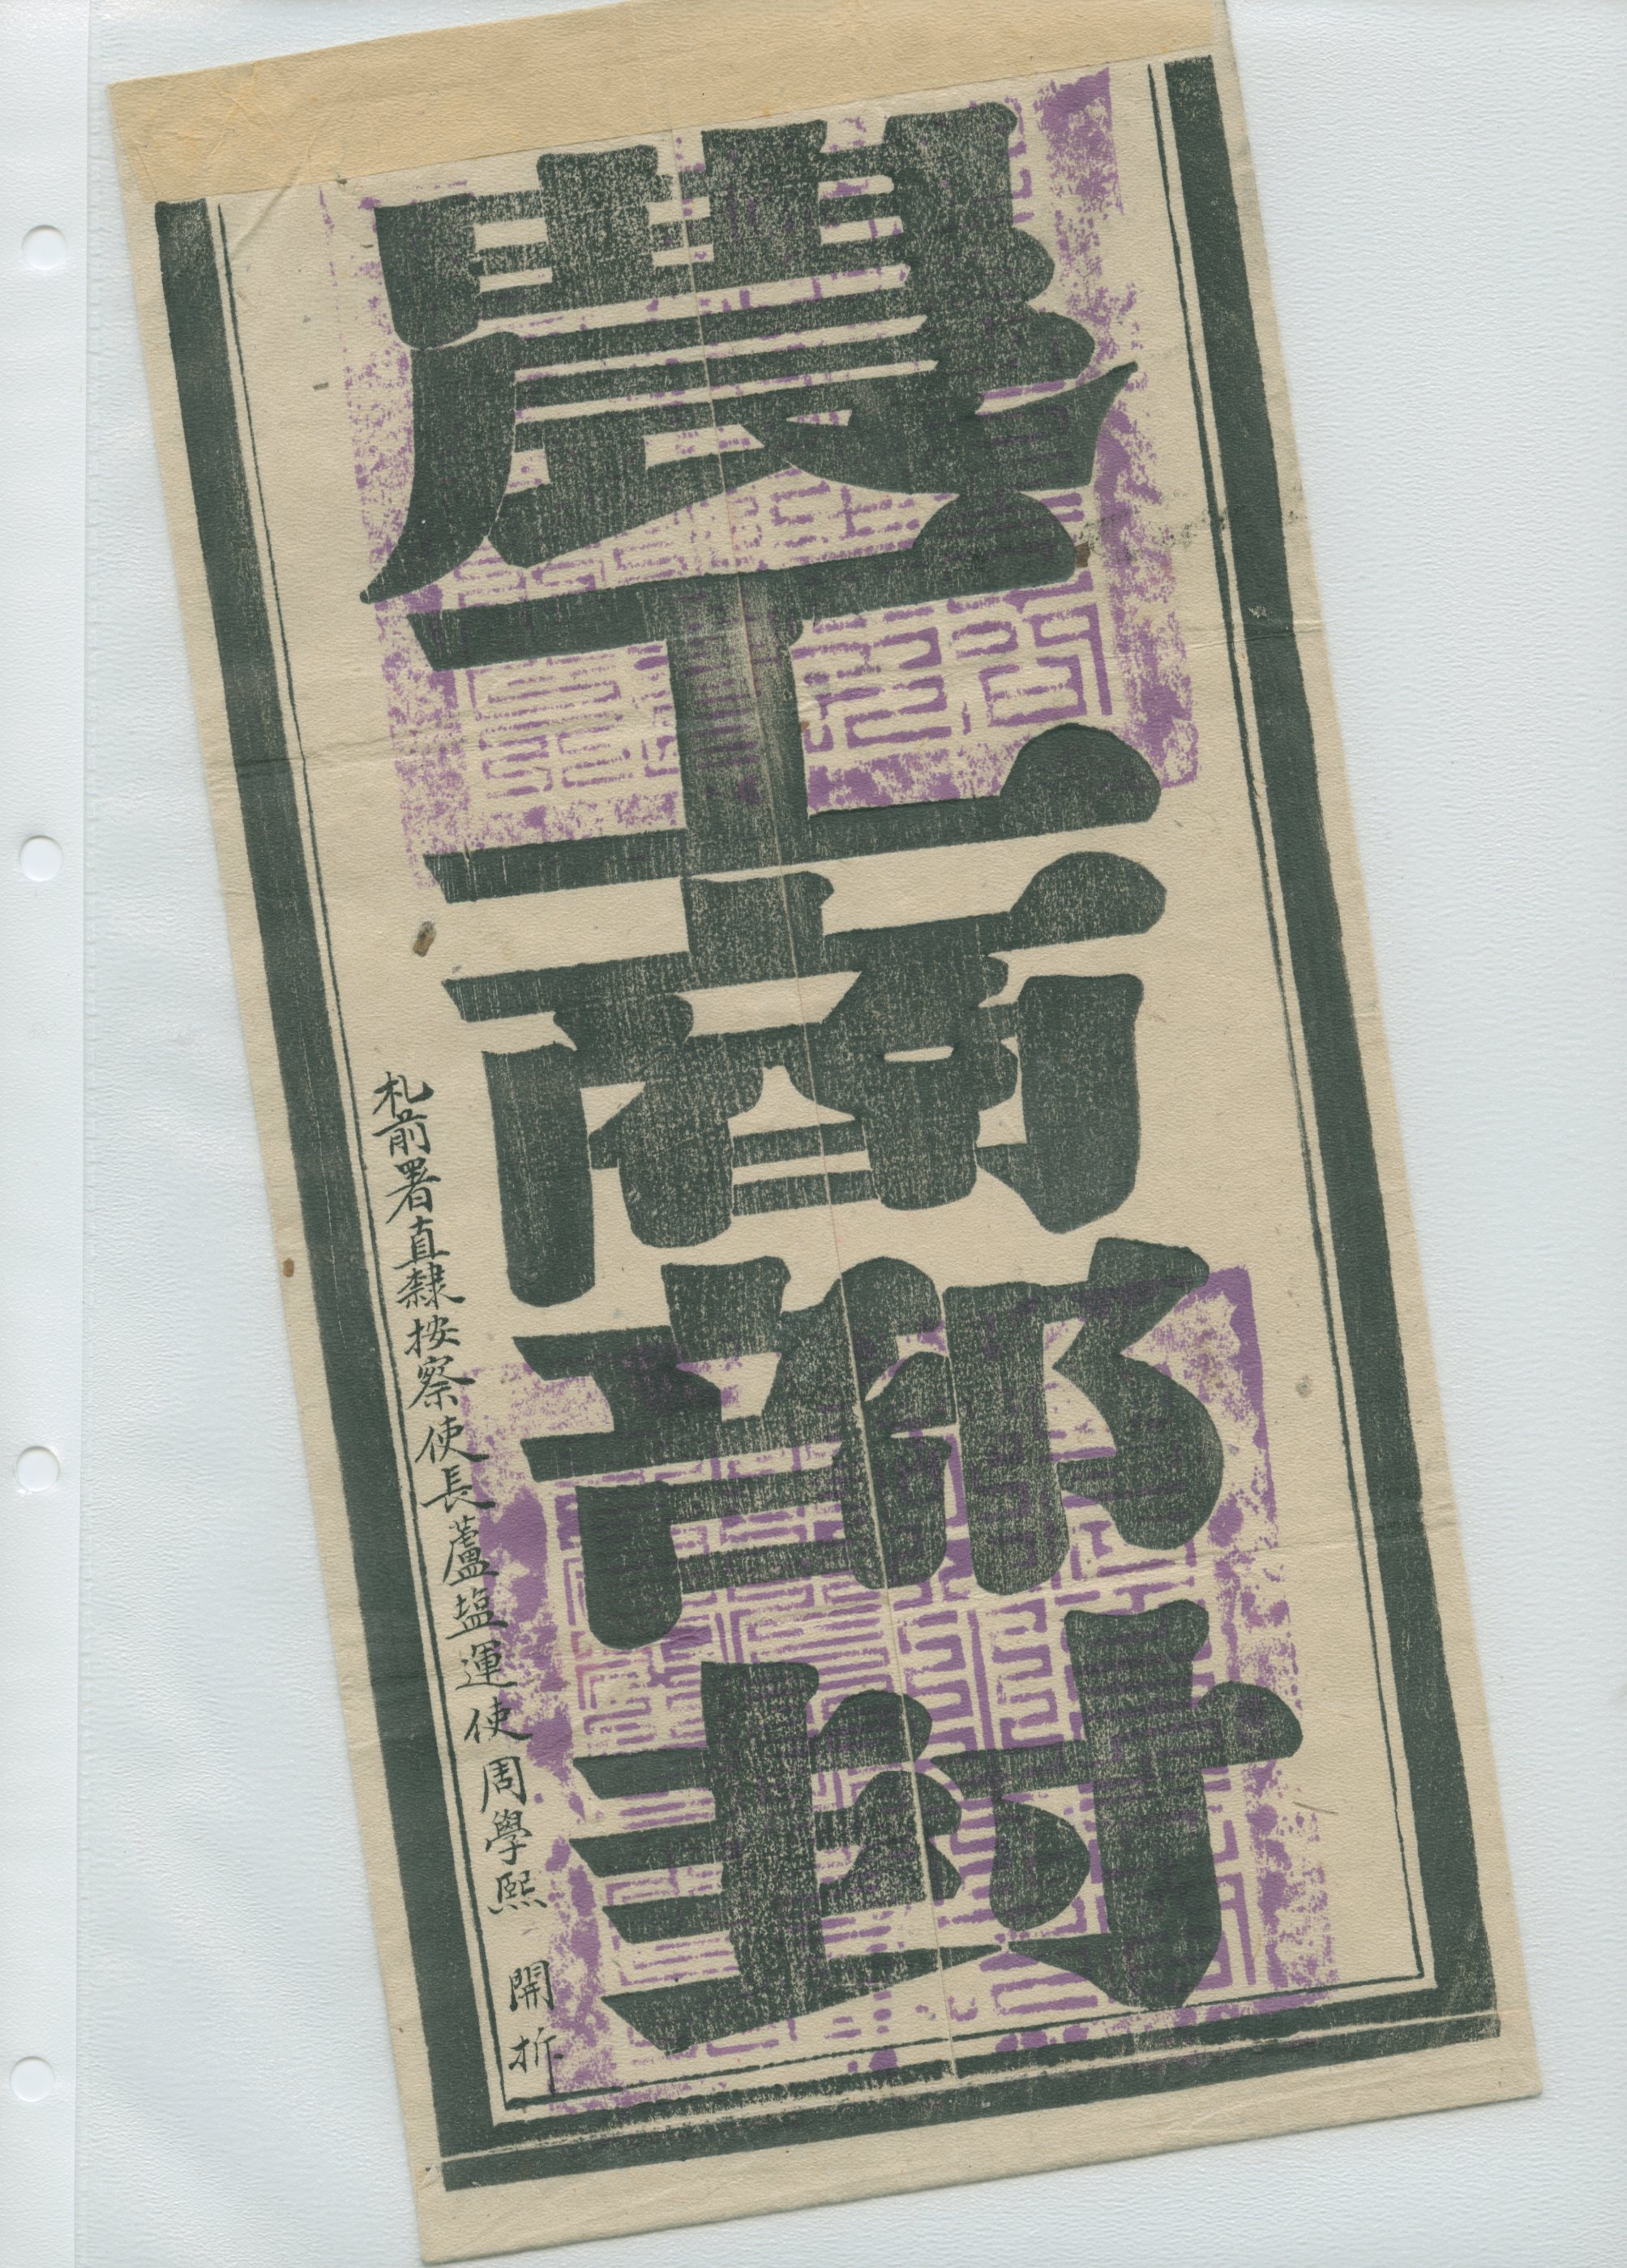 農工商部封
札前署直隸按察使長蘆塩運使周學熙 開拆